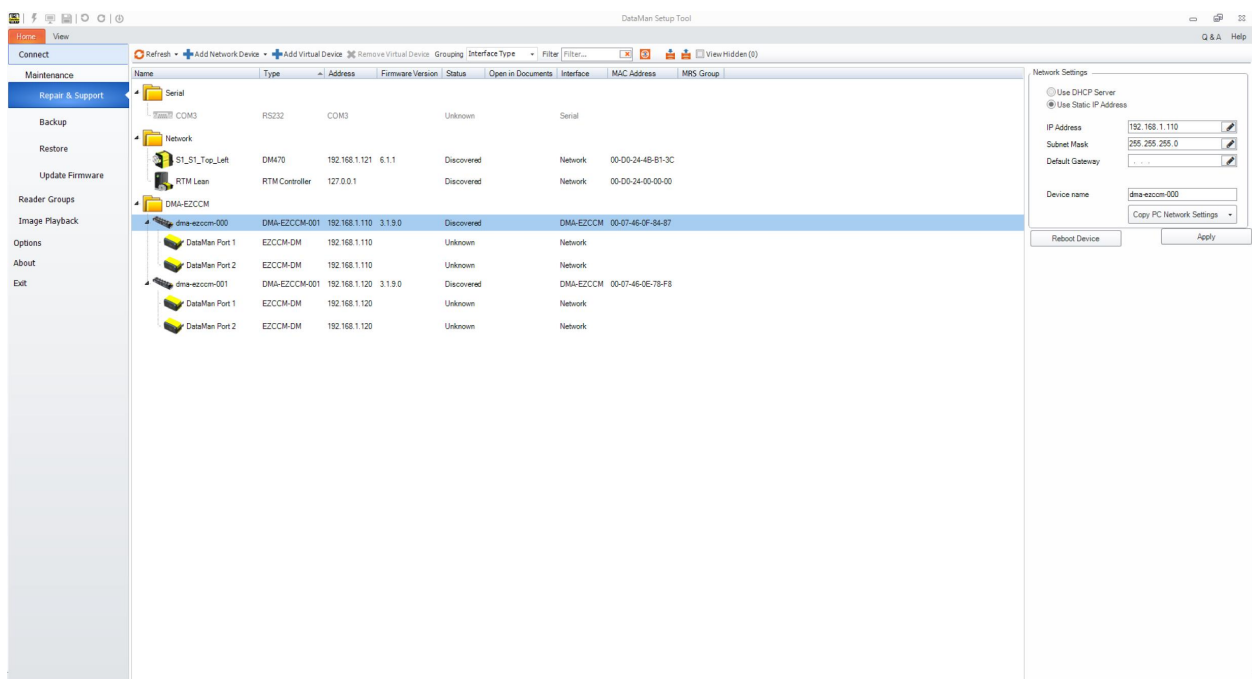 DataMan Setup Tool
Home View Q & A Help
Connect
Maintenance
Repair & Support
Backup
Restore
Update Firmware
Reader Groups
Image Playback
Options
About
Exit
Refresh Add Network Device Add Virtual Device Remove Virtual Device Grouping Interface Type Filter Filter... View Hidden (0)
Name Type Address Firmware Version Status Open in Documents Interface MAC Address MRS Group
Serial
COM3 RS232 COM3 Unknown Serial
Network
S1_S1_Top_Left DM470 192.168.1.121 6.1.1 Discovered Network 00-D0-24-4B-B1-3C
RTM Lean RTM Controller 127.0.0.1 Discovered Network 00-D0-24-00-00-00
DMA-EZCCM
dma-ezccm-000 DMA-EZCCM-001 192.168.1.110 3.1.9.0 Discovered DMA-EZCCM 00-07-46-0F-84-87
DataMan Port 1 EZCCM-DM 192.168.1.110 Unknown Network
DataMan Port 2 EZCCM-DM 192.168.1.110 Unknown Network
dma-ezccm-001 DMA-EZCCM-001 192.168.1.120 3.1.9.0 Discovered DMA-EZCCM 00-07-46-0E-78-F8
DataMan Port 1 EZCCM-DM 192.168.1.120 Unknown Network
DataMan Port 2 EZCCM-DM 192.168.1.120 Unknown Network
Network Settings
Use DHCP Server
Use Static IP Address
IP Address 192.168.1.110
Subnet Mask 255.255.255.0
Default Gateway . . .
Device name dma-ezccm-000
Copy PC Network Settings
Reboot Device Apply